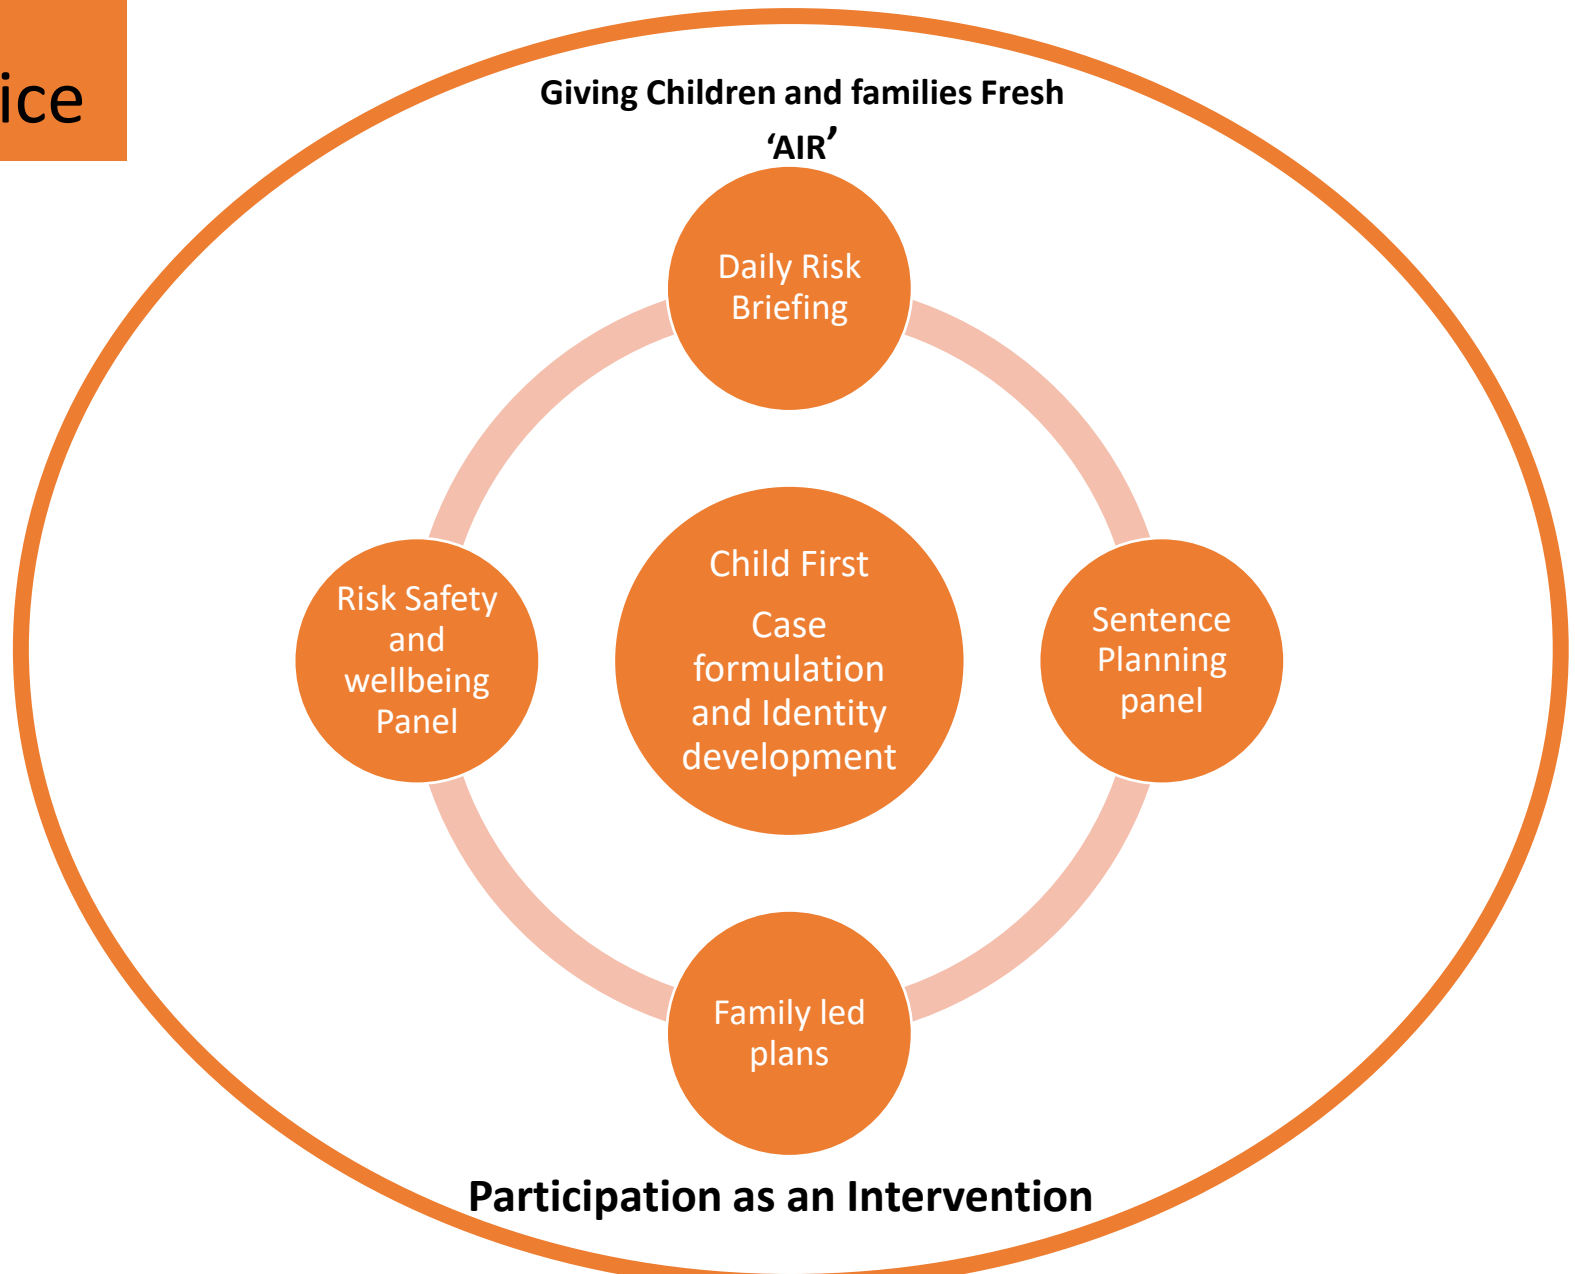 ice
Giving Children and families Fresh
‘AIR’
Daily Risk
Briefing
Risk Safety
and
wellbeing
Panel
Child First
Case
formulation
and Identity
development
Sentence
Planning
panel
Family led
plans
Participation as an Intervention